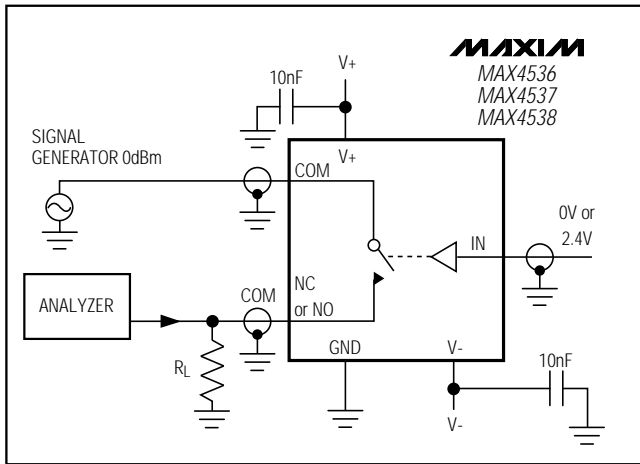 MAXIM
MAX4536
MAX4537
MAX4538
V+
10nF
V+
SIGNAL
GENERATOR 0dBm
COM
0V or
2.4V
IN
NC
or NO
COM
ANALYZER
RL
GND
V-
10nF
V-